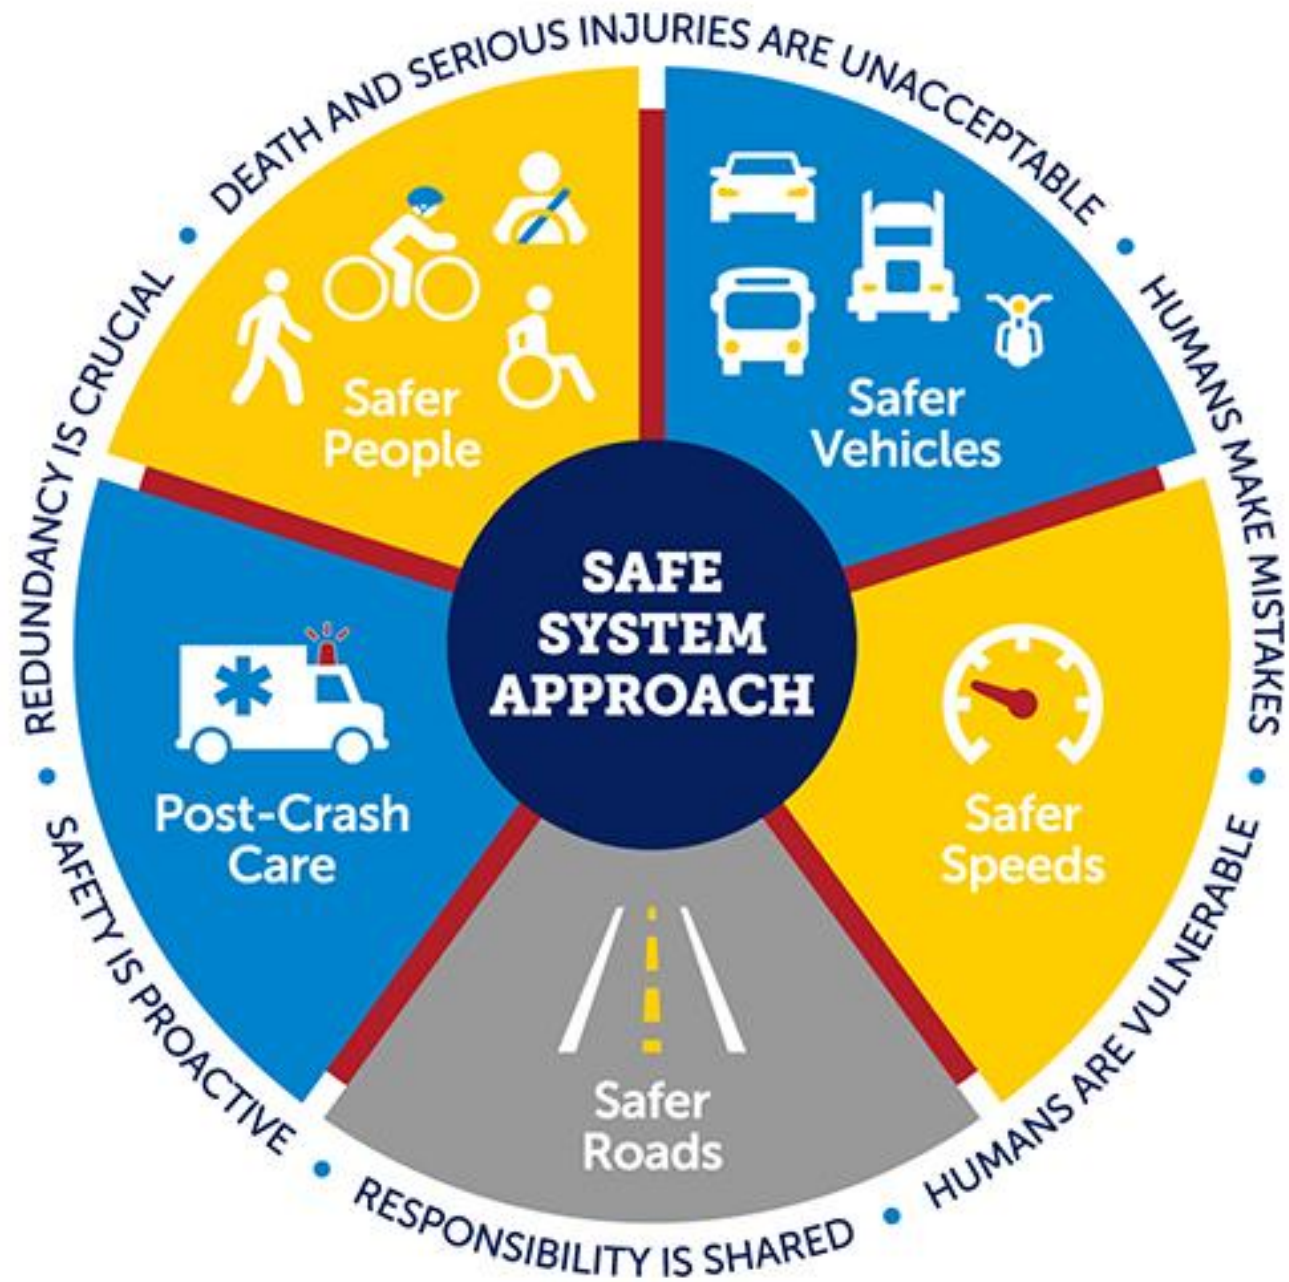 DEATH AND SERIOUS INJURIES ARE UNACCEPTABLE
HUMANS MAKE MISTAKES
HUMANS ARE VULNERABLE
RESPONSIBILITY IS SHARED
SAFETY IS PROACTIVE
REDUNDANCY IS CRUCIAL
Safer
People
Safer
Vehicles
SAFE
SYSTEM
APPROACH
Post-Crash
Care
Safer
Speeds
Safer
Roads